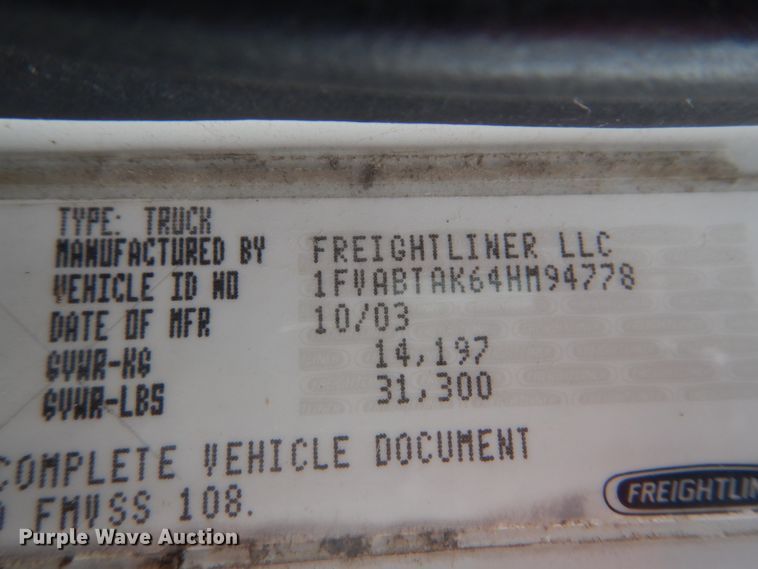 TYPE: TRUCK
MANUFACTURED BY FREIGHTLINER LLC
VEHICLE ID NO 1FVABTAK64HM94778
DATE OF MFR 10/03
GVWR-KG 14,197
GVWR-LBS 31,300
COMPLETE VEHICLE DOCUMENT
FMVSS 108.
FREIGHTLIN
Purple Wave Auction